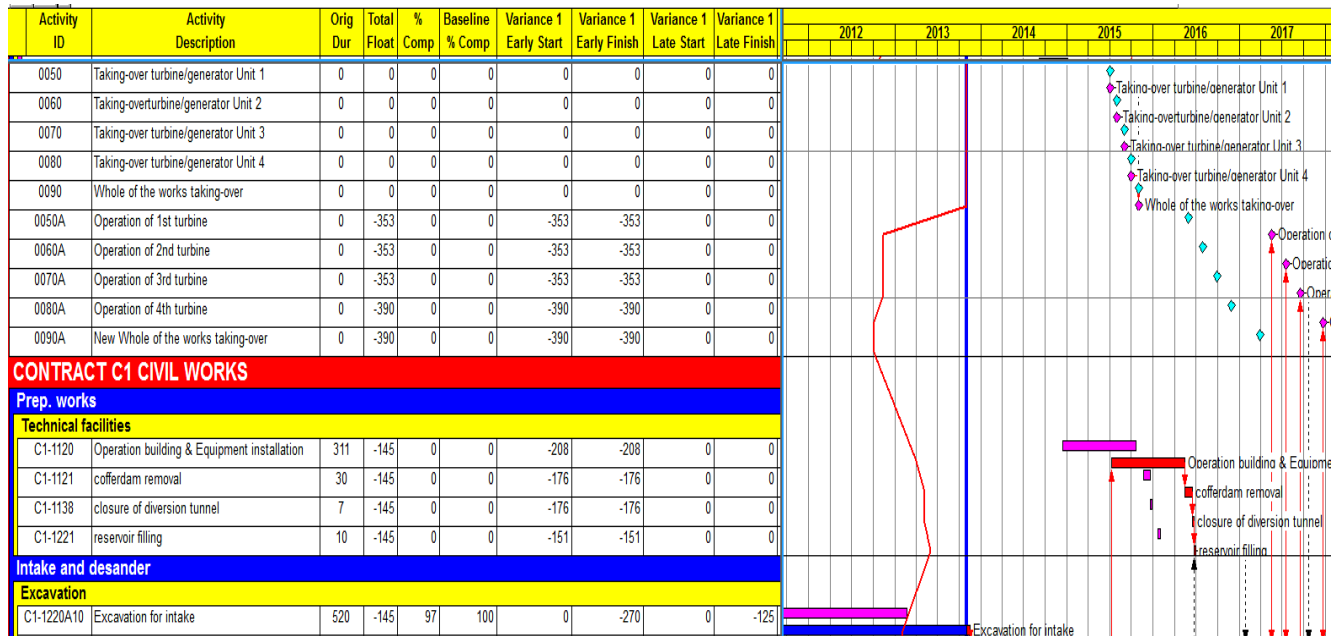 Activity ID Activity Description Orig Dur Total Float % Comp Baseline % Comp Variance 1 Early Start Variance 1 Early Finish Variance 1 Late Start Variance 1 Late Finish
2012 2013 2014 2015 2016 2017
0050 Taking-over turbine/generator Unit 1 0 0 0 0 0 0 0 0
Taking-over turbine/generator Unit 1
0060 Taking-overturbine/generator Unit 2 0 0 0 0 0 0 0 0
Taking-overturbine/generator Unit 2
0070 Taking-over turbine/generator Unit 3 0 0 0 0 0 0 0 0
Taking-over turbine/generator Unit 3
0080 Taking-over turbine/generator Unit 4 0 0 0 0 0 0 0 0
Taking-over turbine/generator Unit 4
0090 Whole of the works taking-over 0 0 0 0 0 0 0 0
Whole of the works taking-over
0050A Operation of 1st turbine 0 -353 0 0 -353 -353 0 0
Operation
0060A Operation of 2nd turbine 0 -353 0 0 -353 -353 0 0
Operatio
0070A Operation of 3rd turbine 0 -353 0 0 -353 -353 0 0
Oper
0080A Operation of 4th turbine 0 -390 0 0 -390 -390 0 0
0090A New Whole of the works taking-over 0 -390 0 0 -390 -390 0 0
CONTRACT C1 CIVIL WORKS
Prep. works
Technical facilities
C1-1120 Operation building & Equipment installation 311 -145 0 0 -208 -208 0 0
Operation building & Equipme
C1-1121 cofferdam removal 30 -145 0 0 -176 -176 0 0
cofferdam removal
C1-1138 closure of diversion tunnel 7 -145 0 0 -176 -176 0 0
closure of diversion tunnel
C1-1221 reservoir filling 10 -145 0 0 -151 -151 0 0
reservoir filling
Intake and desander
Excavation
C1-1220A10 Excavation for intake 520 -145 97 100 0 -270 0 -125
Excavation for intake